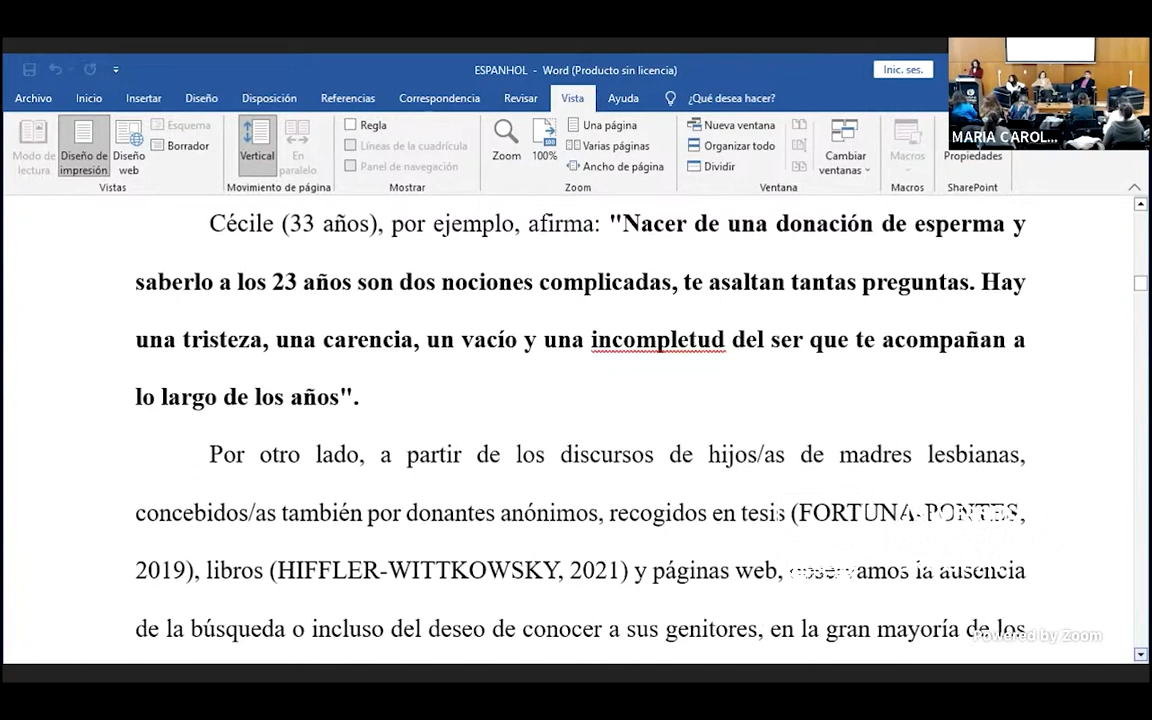 ESPANHOL - Word (Producto sin licencia)
Inic. ses.
Archivo Inicio Insertar Diseño Disposición Referencias Correspondencia Revisar Vista Ayuda ¿Qué desea hacer?
Modo de lectura
Diseño de impresión
Diseño web
Esquema
Borrador
Vistas
Vertical
En paralelo
Movimiento de página
Regla
Líneas de la cuadrícula
Panel de navegación
Mostrar
Zoom
100%
Una página
Varias páginas
Ancho de página
Zoom
Nueva ventana
Organizar todo
Dividir
Cambiar ventanas
Ventana
Macros
Macros
Propiedades
SharePoint
MARIA CAROL...
Cécile (33 años), por ejemplo, afirma: "Nacer de una donación de esperma y
saberlo a los 23 años son dos nociones complicadas, te asaltan tantas preguntas. Hay
una tristeza, una carencia, un vacío y una incompletud del ser que te acompañan a
lo largo de los años".
Por otro lado, a partir de los discursos de hijos/as de madres lesbianas,
concebidos/as también por donantes anónimos, recogidos en tesis (FORTUNA PONTES,
2019), libros (HIFFLER-WITTKOWSKY, 2021) y páginas web, la ausencia
de la búsqueda o incluso del deseo de conocer a sus genitores, en la gran mayoría de los
Powered by Zoom